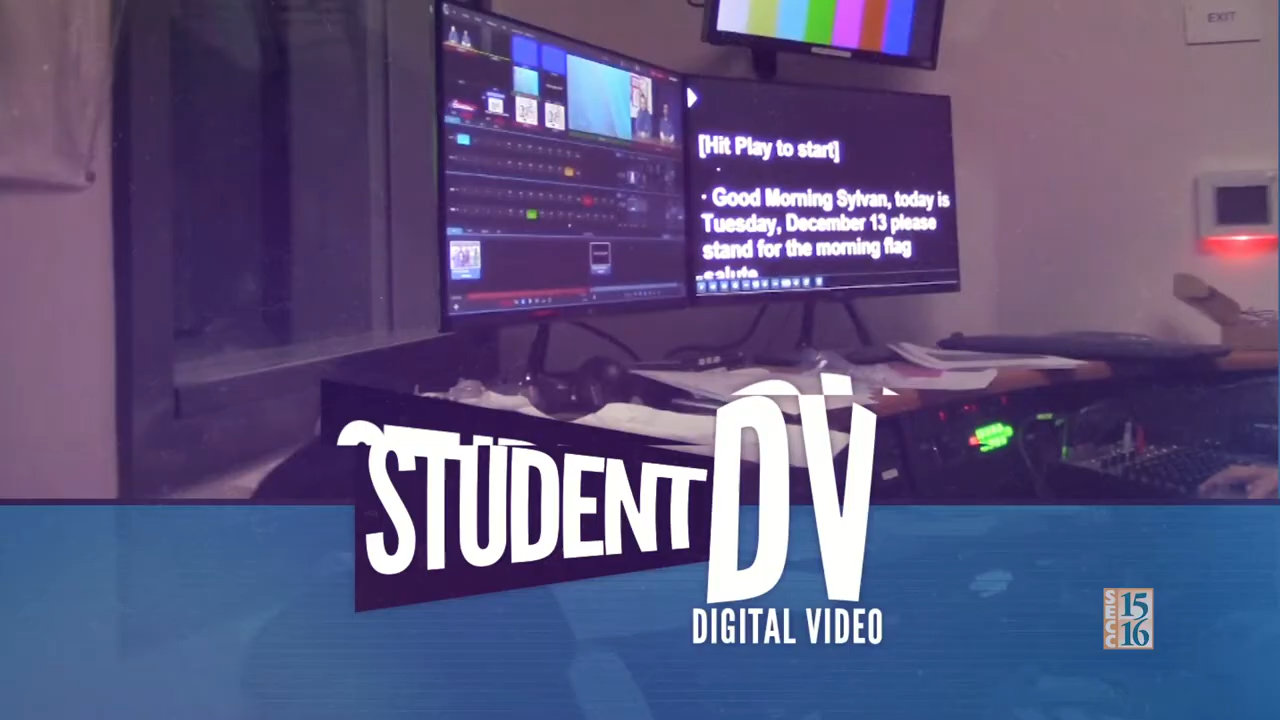 EXIT
[Hit Play to start]
· Good Morning Sylvan, today is
Tuesday, December 13 please
stand for the morning flag
salute
STUDENT DV
DIGITAL VIDEO
SECC 15
16